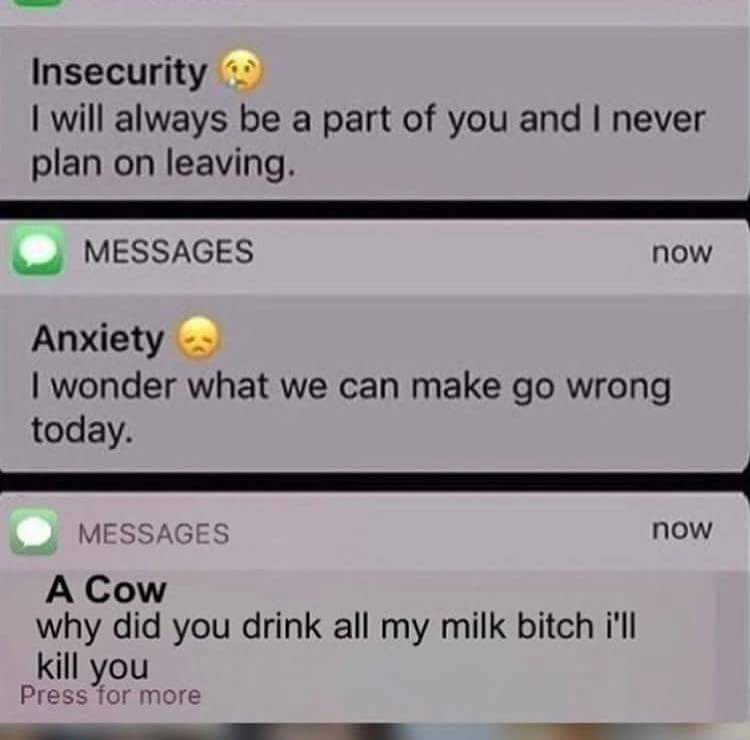 Insecurity 😢
I will always be a part of you and I never
plan on leaving.
MESSAGES now
Anxiety 😞
I wonder what we can make go wrong
today.
MESSAGES now
A Cow
why did you drink all my milk bitch i'll
kill you
Press for more